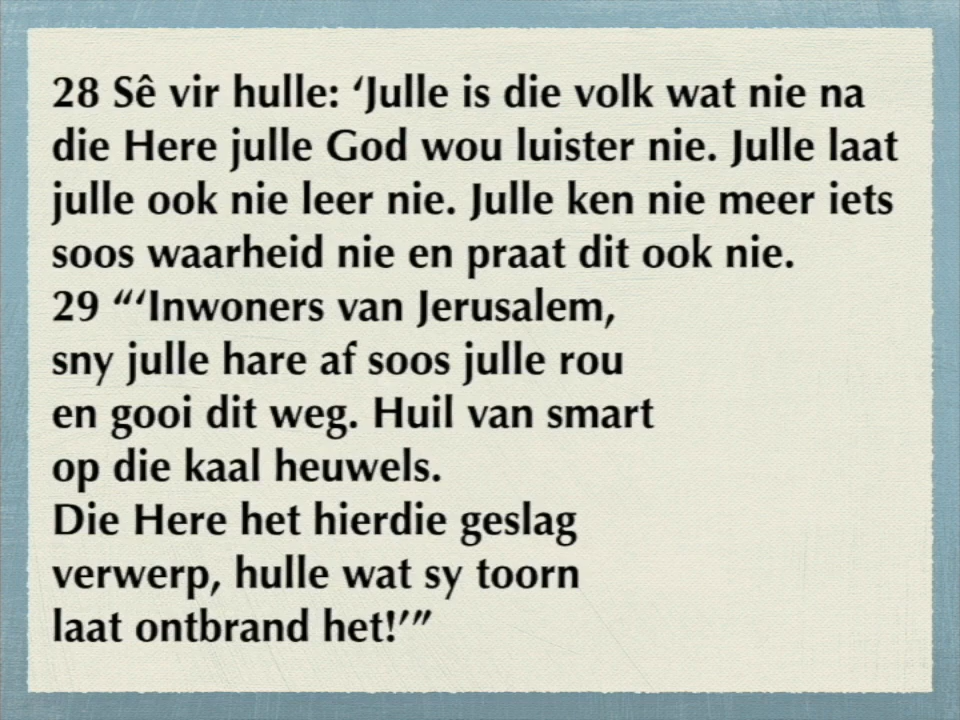 28 Sê vir hulle: ‘Julle is die volk wat nie na
die Here julle God wou luister nie. Julle laat
julle ook nie leer nie. Julle ken nie meer iets
soos waarheid nie en praat dit ook nie.
29 “‘Inwoners van Jerusalem,
sny julle hare af soos julle rou
en gooi dit weg. Huil van smart
op die kaal heuwels.
Die Here het hierdie geslag
verwerp, hulle wat sy toorn
laat ontbrand het!’”